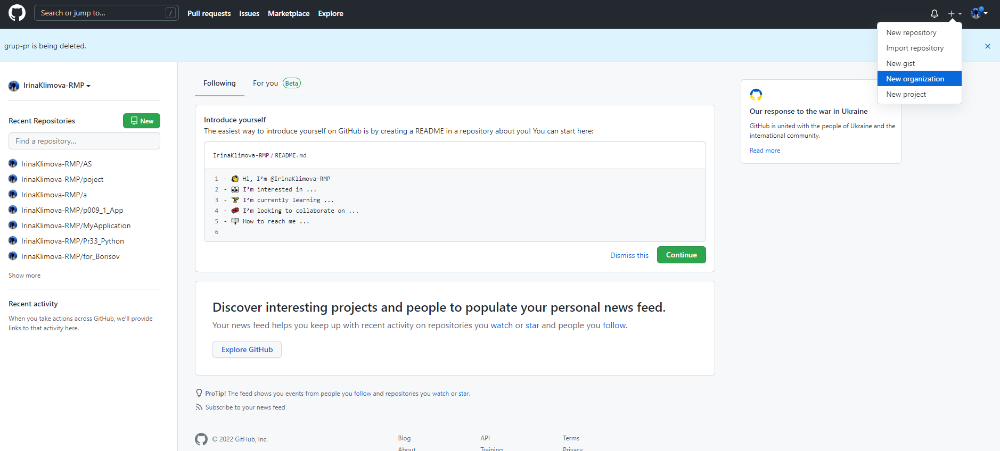 Search or jump to...
/
Pull requests
Issues
Marketplace
Explore
New repository
Import repository
New gist
New organization
New project
grup-pr is being deleted.
IrinaKlimova-RMP
Recent Repositories
New
Find a repository...
IrinaKlimova-RMP/AS
IrinaKlimova-RMP/poject
IrinaKlimova-RMP/a
IrinaKlimova-RMP/p009_1_App
IrinaKlimova-RMP/MyApplication
IrinaKlimova-RMP/Pr33_Python
IrinaKlimova-RMP/for_Borisov
Show more
Recent activity
When you take actions across GitHub, we'll provide
links to that activity here.
Following
For you
Beta
Introduce yourself
The easiest way to introduce yourself on GitHub is by creating a README in a repository about you! You can start here:
IrinaKlimova-RMP / README.md
1 - 👋 Hi, I'm @IrinaKlimova-RMP
2 - 👀 I'm interested in ...
3 - 🌱 I'm currently learning ...
4 - 💞️ I'm looking to collaborate on ...
5 - 📫 How to reach me ...
6
Dismiss this
Continue
Discover interesting projects and people to populate your personal news feed.
Your news feed helps you keep up with recent activity on repositories you watch or star and people you follow.
Explore GitHub
ProTip! The feed shows you events from people you follow and repositories you watch or star.
Subscribe to your news feed
Our response to the war in Ukraine
GitHub is united with the people of Ukraine and the
international community.
Read more
© 2022 GitHub, Inc.
Blog
API
Terms
About
Training
Privacy